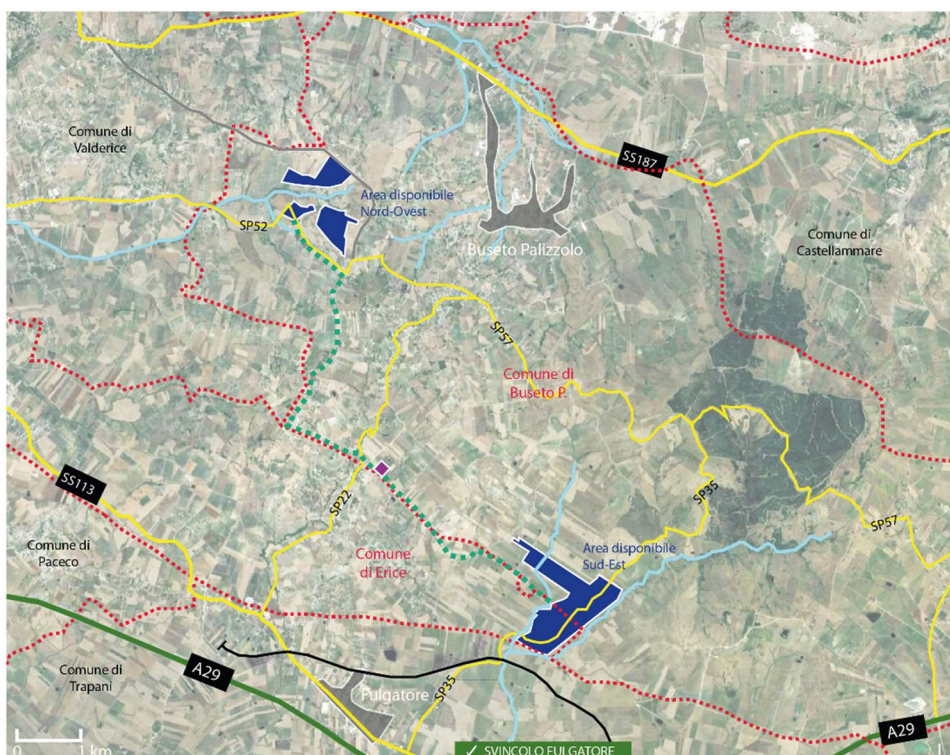 Comune di
Valderice
SS187
Area disponibile
Nord-Ovest
SP52
Buseto Palizzolo
Comune di
Castellammare
SP57
Comune di
Buseto P.
SS113
SP22
SP35
SP57
Comune di
Paceco
Comune
di Erice
Area disponibile
Sud-Est
Comune di
Trapani
A29
Fulgatore
SP35
A29
0 1 km
✓ SVINCOLO FULGATORE